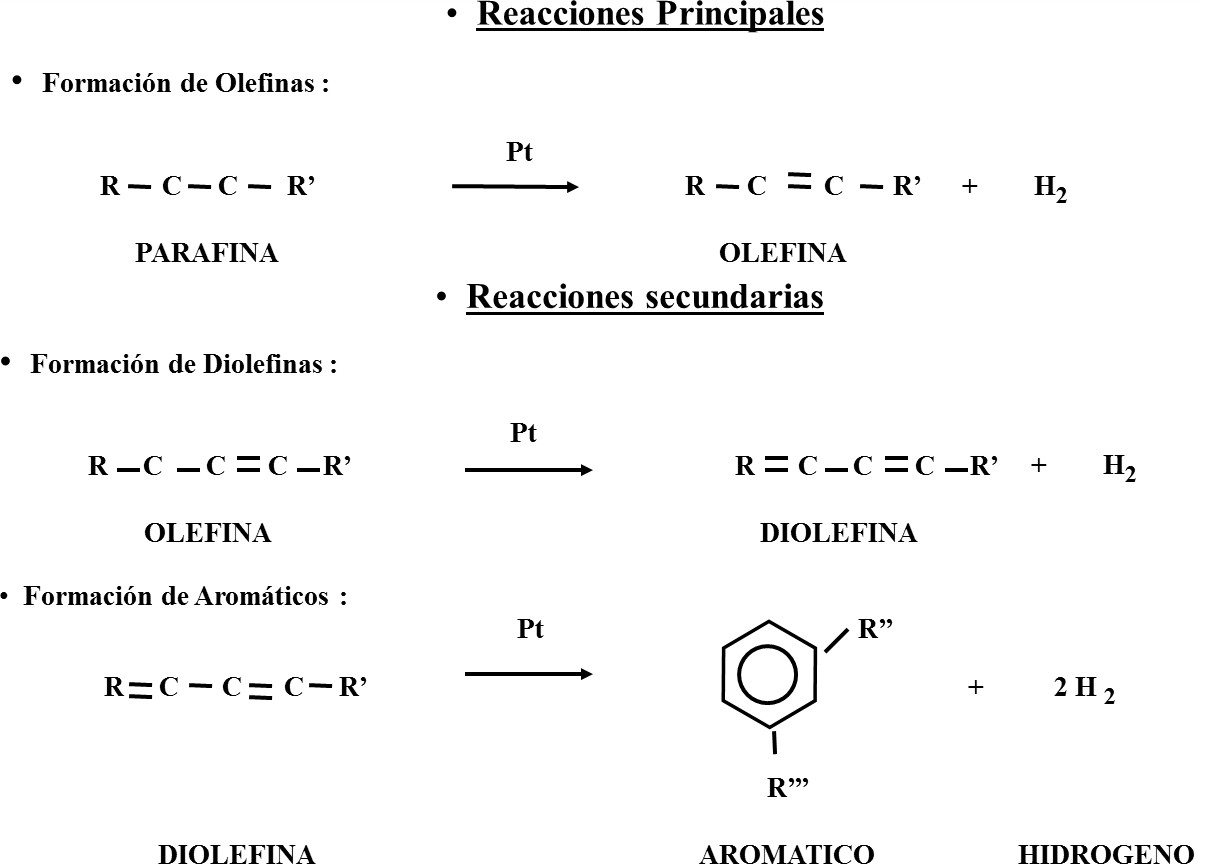 • Reacciones Principales
• Formación de Olefinas :
Pt
R — C — C — R’ R — C = C — R’ + H2
PARAFINA OLEFINA
• Reacciones secundarias
• Formación de Diolefinas :
Pt
R — C — C = C — R’ R = C — C = C — R’ + H2
OLEFINA DIOLEFINA
• Formación de Aromáticos :
Pt R’’
R = C — C = C — R’ + 2 H 2
R’’’
DIOLEFINA AROMATICO HIDROGENO